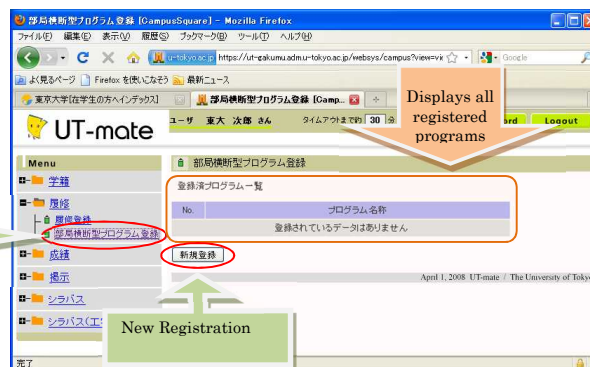 部局横断型プログラム登録 [CampusSquare] - Mozilla Firefox
ファイル(F) 編集(E) 表示(V) 履歴(S) ブックマーク(B) ツール(T) ヘルプ(H)
u-tokyo.ac.jp https://ut-gakumu.adm.u-tokyo.ac.jp/websys/campus?view=vie Google
よく見るページ Firefox を使いこなそう 最新ニュース
東京大学[在学生の方へインデックス] 部局横断型プログラム登録 [Camp...
Displays all
registered
programs
UT-mate ユーザ 東大 次郎 さん タイムアウトまで約 30 分 Logout
Menu
学籍
履修
履修登録
部局横断型プログラム登録
成績
掲示
シラバス
部局横断型プログラム登録
登録済プログラム一覧
No. プログラム名称
登録されているデータはありません
新規登録
April 1, 2008 UT-mate / The University of Tokyo
New Registration
完了